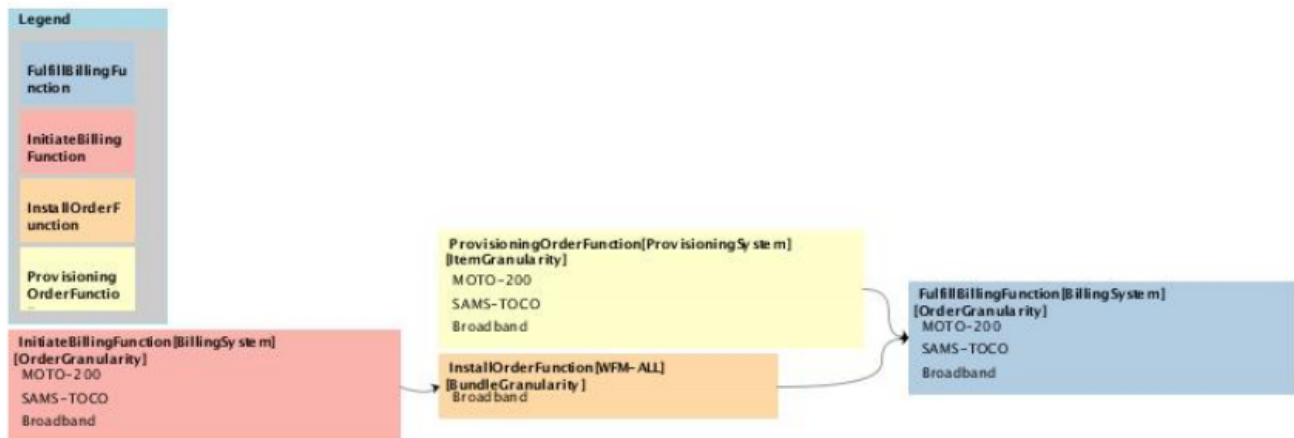 Legend
FulfillBillingFu
nction
InitiateBilling
Function
InstallOrderF
unction
Provisioning
OrderFunctio
InitiateBillingFunction[BillingSystem]
[OrderGranularity]
MOTO-200
SAMS-TOCO
Broadband
ProvisioningOrderFunction[ProvisioningSystem]
[ItemGranularity]
MOTO-200
SAMS-TOCO
Broadband
InstallOrderFunction[WFM-ALL]
[BundleGranularity]
Broadband
FulfillBillingFunction[BillingSystem]
[OrderGranularity]
MOTO-200
SAMS-TOCO
Broadband